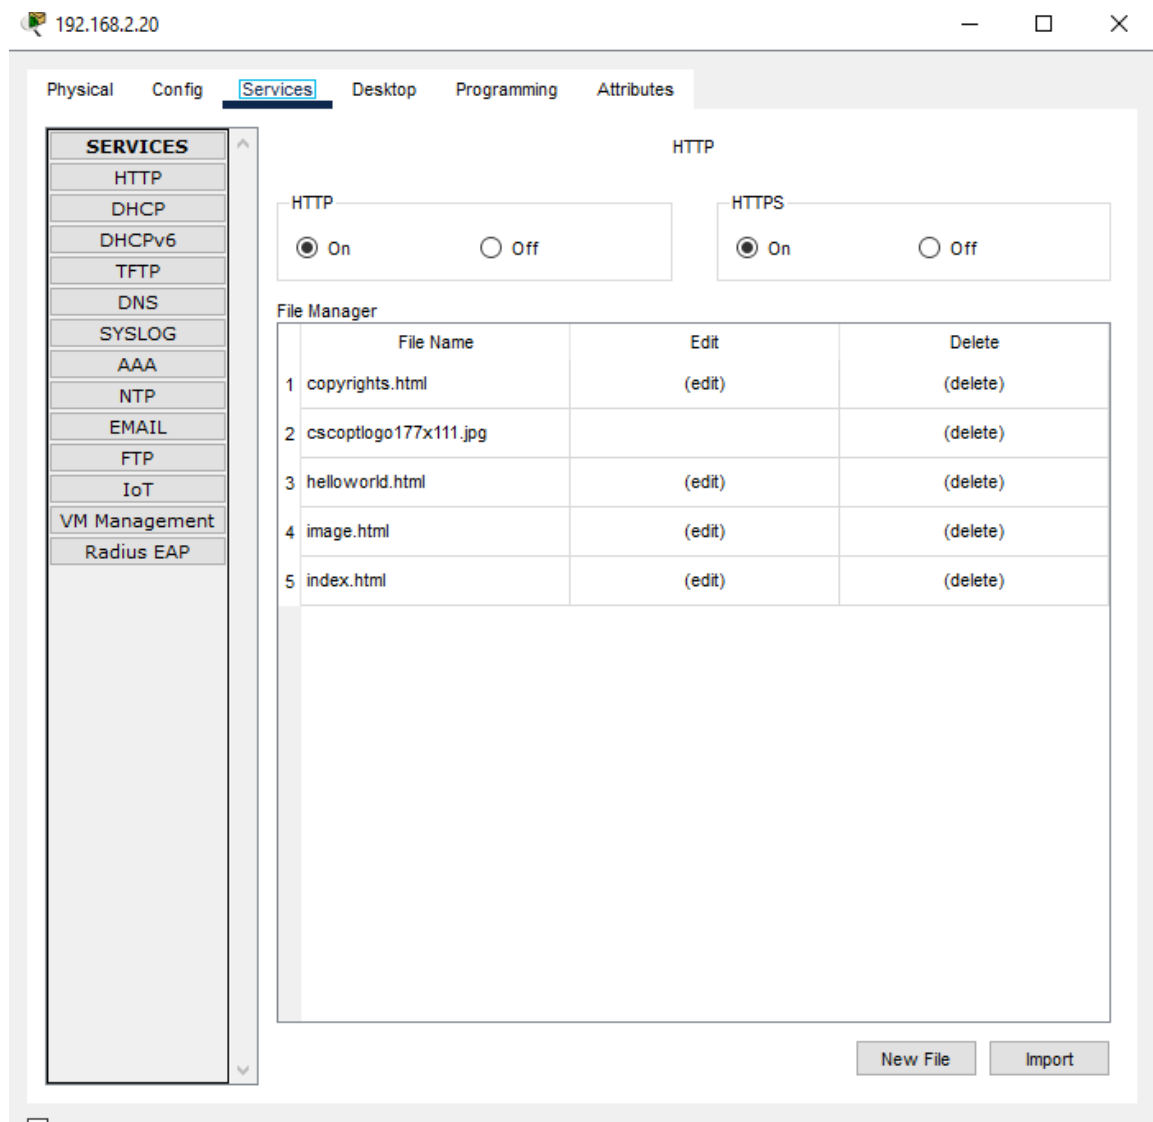 192.168.2.20
Physical Config Services Desktop Programming Attributes
SERVICES
HTTP
DHCP
DHCPv6
TFTP
DNS
SYSLOG
AAA
NTP
EMAIL
FTP
IoT
VM Management
Radius EAP
HTTP
HTTP
On Off
HTTPS
On Off
File Manager
File Name Edit Delete
1 copyrights.html (edit) (delete)
2 cscoptlogo177x111.jpg (delete)
3 helloworld.html (edit) (delete)
4 image.html (edit) (delete)
5 index.html (edit) (delete)
New File Import